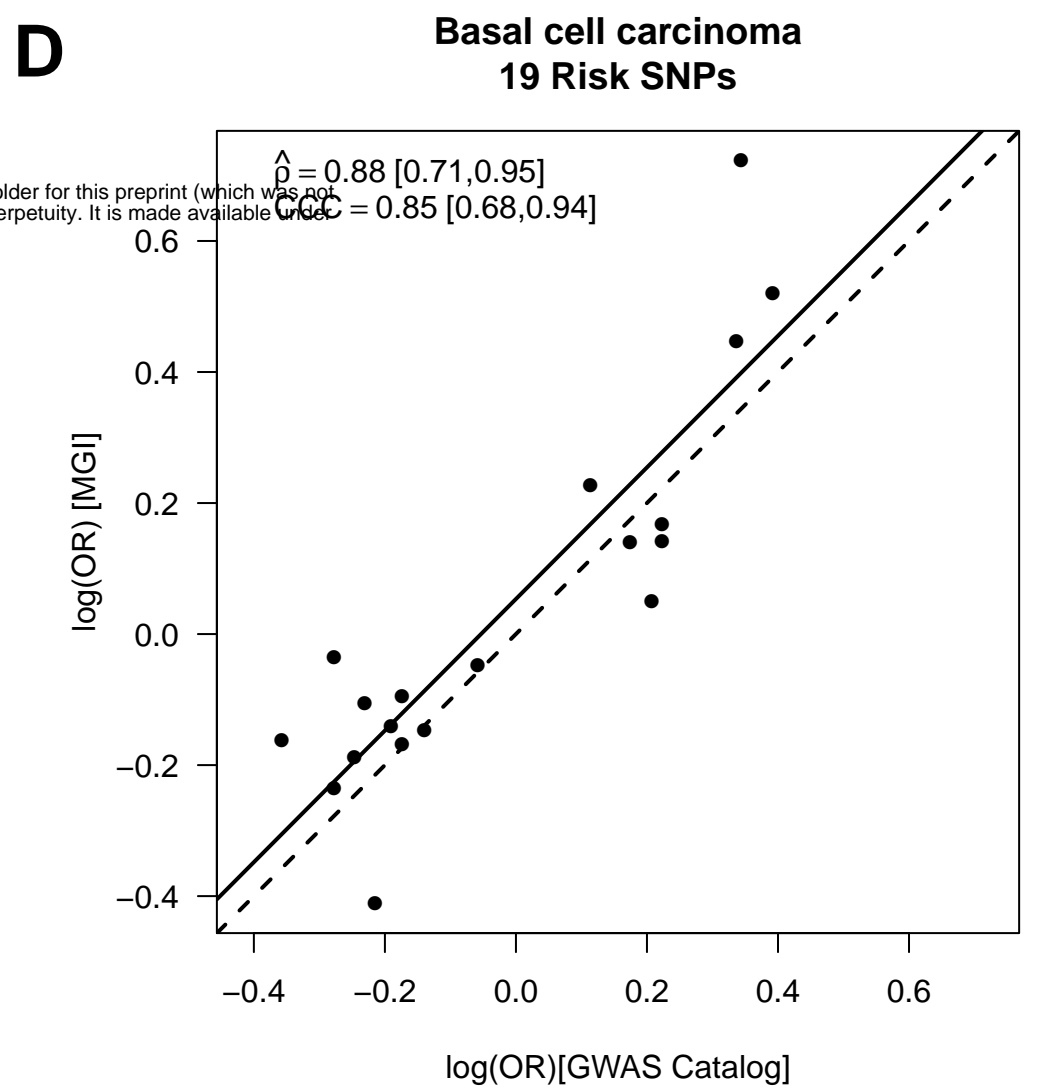 D
Basal cell carcinoma
19 Risk SNPs
ρ̂ = 0.88 [0.71,0.95]
older for this preprint (which was not
CCC = 0.85 [0.68,0.94]
erpetuity. It is made available under
0.6
0.4
0.2
0.0
−0.2
−0.4
log(OR) [MGI]
−0.4 −0.2 0.0 0.2 0.4 0.6
log(OR)[GWAS Catalog]